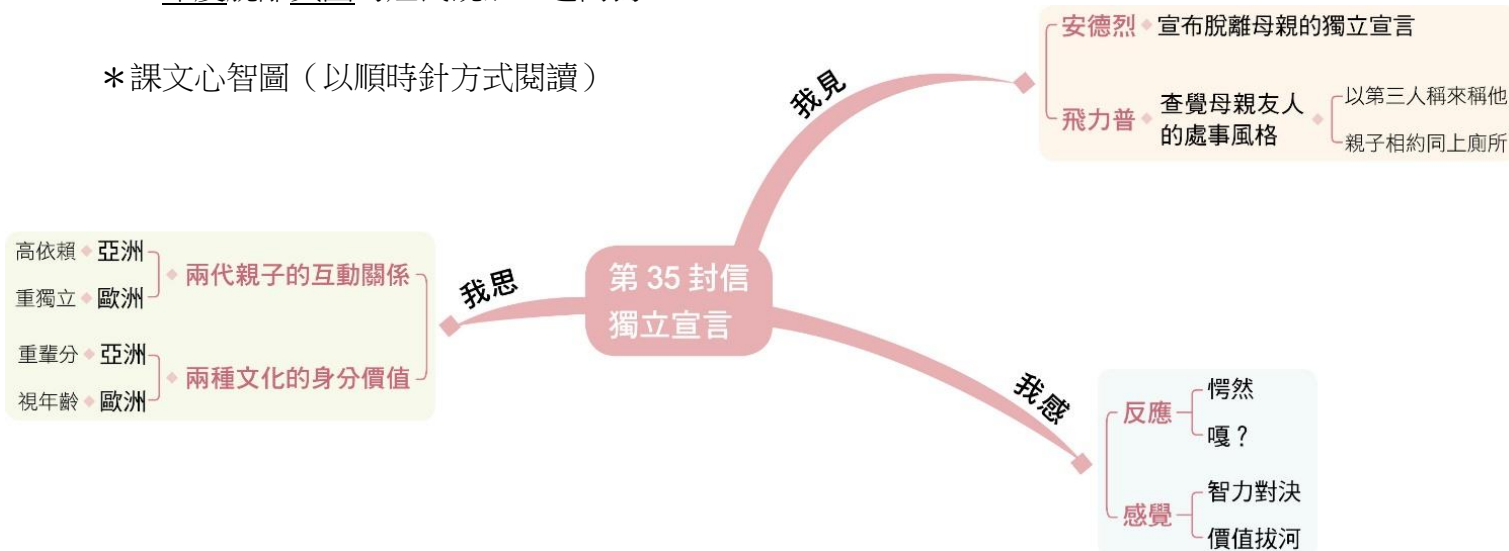 ＊課文心智圖（以順時針方式閱讀）
第 35 封信
獨立宣言
我見
安德烈
宣布脫離母親的獨立宣言
飛力普
查覺母親友人
的處事風格
以第三人稱來稱他
親子相約同上廁所
我感
反應
愕然
嘎？
感覺
智力對決
價值拔河
我思
兩代親子的互動關係
高依賴 亞洲
重獨立 歐洲
兩種文化的身分價值
重輩分 亞洲
視年齡 歐洲